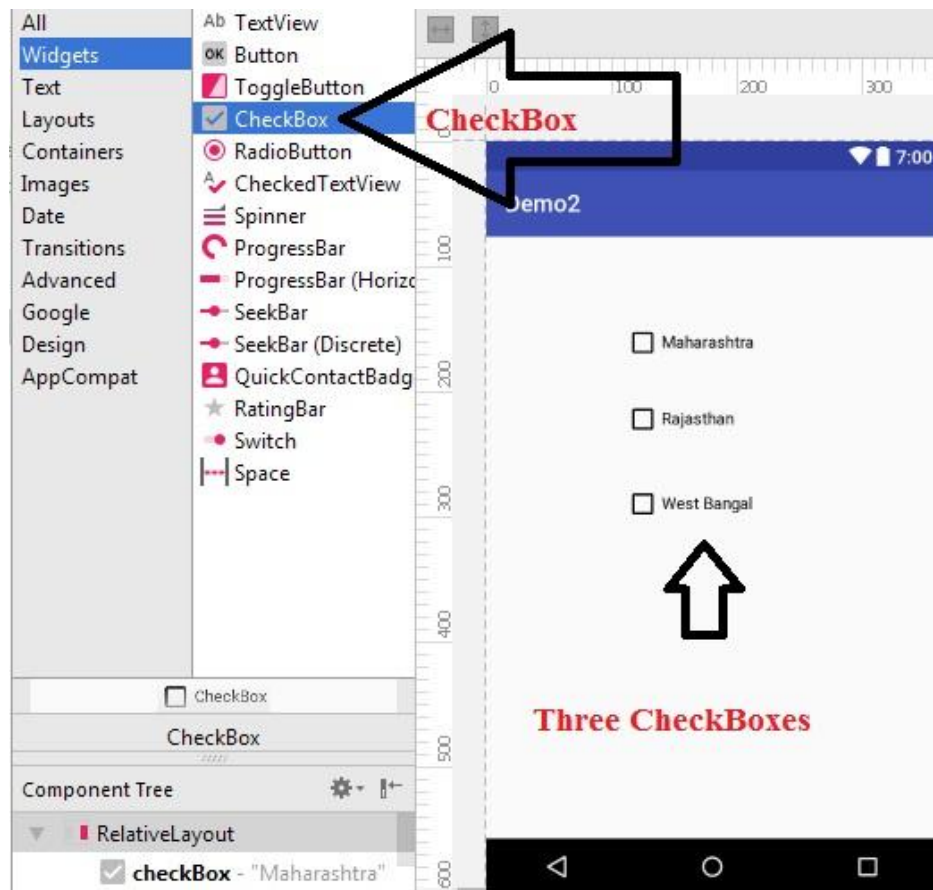 All
Widgets
Text
Layouts
Containers
Images
Date
Transitions
Advanced
Google
Design
AppCompat
Ab TextView
OK Button
ToggleButton
CheckBox
RadioButton
CheckedTextView
Spinner
ProgressBar
ProgressBar (Horizo
SeekBar
SeekBar (Discrete)
QuickContactBadg
RatingBar
Switch
Space
CheckBox
CheckBox
Component Tree
RelativeLayout
checkBox - "Maharashtra"
CheckBox
0 100 200 300
0
100
200
300
400
500
600
7:00
Demo2
Maharashtra
Rajasthan
West Bangal
Three CheckBoxes